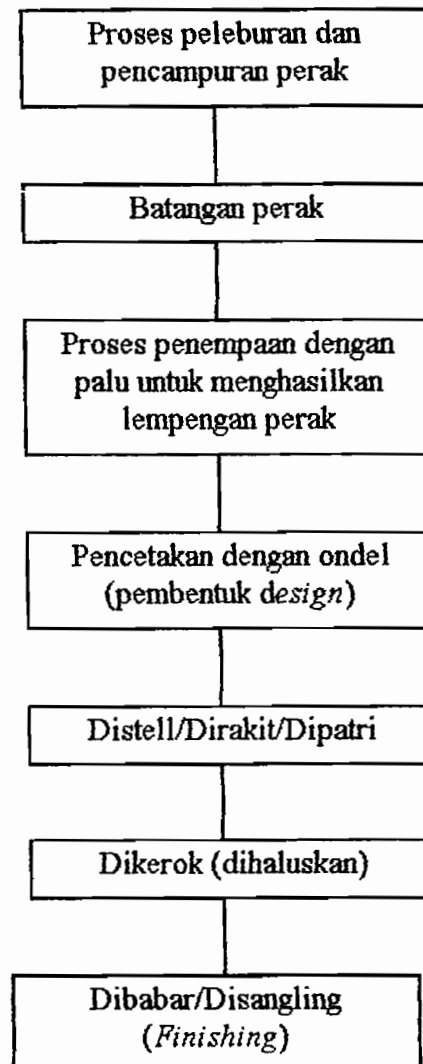 Proses peleburan dan
pencampuran perak
Batangan perak
Proses penempaan dengan
palu untuk menghasilkan
lempengan perak
Pencetakan dengan ondel
(pembentuk design)
Distell/Dirakit/Dipatri
Dikerok (dihaluskan)
Dibabar/Disangling
(Finishing)